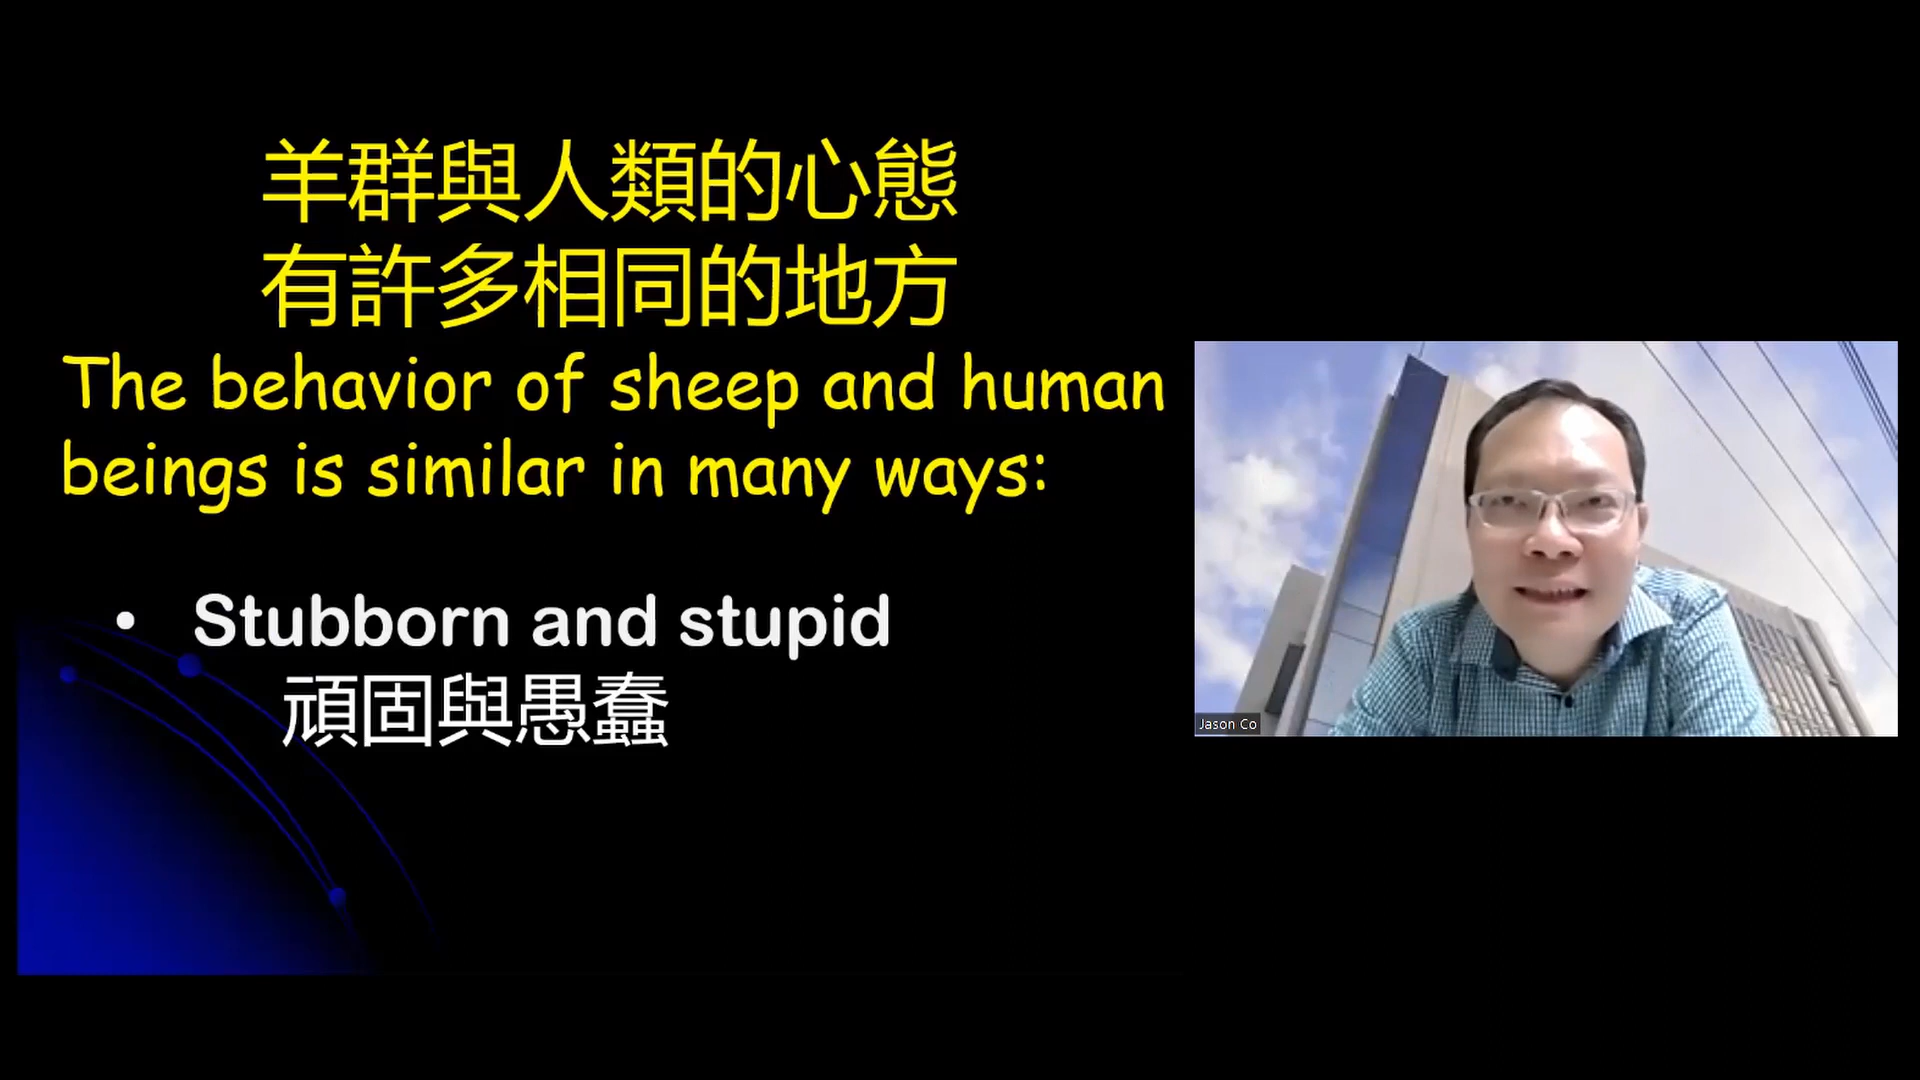 羊群與人類的心態
有許多相同的地方
The behavior of sheep and human
beings is similar in many ways:
• Stubborn and stupid
頑固與愚蠢
Jason Co